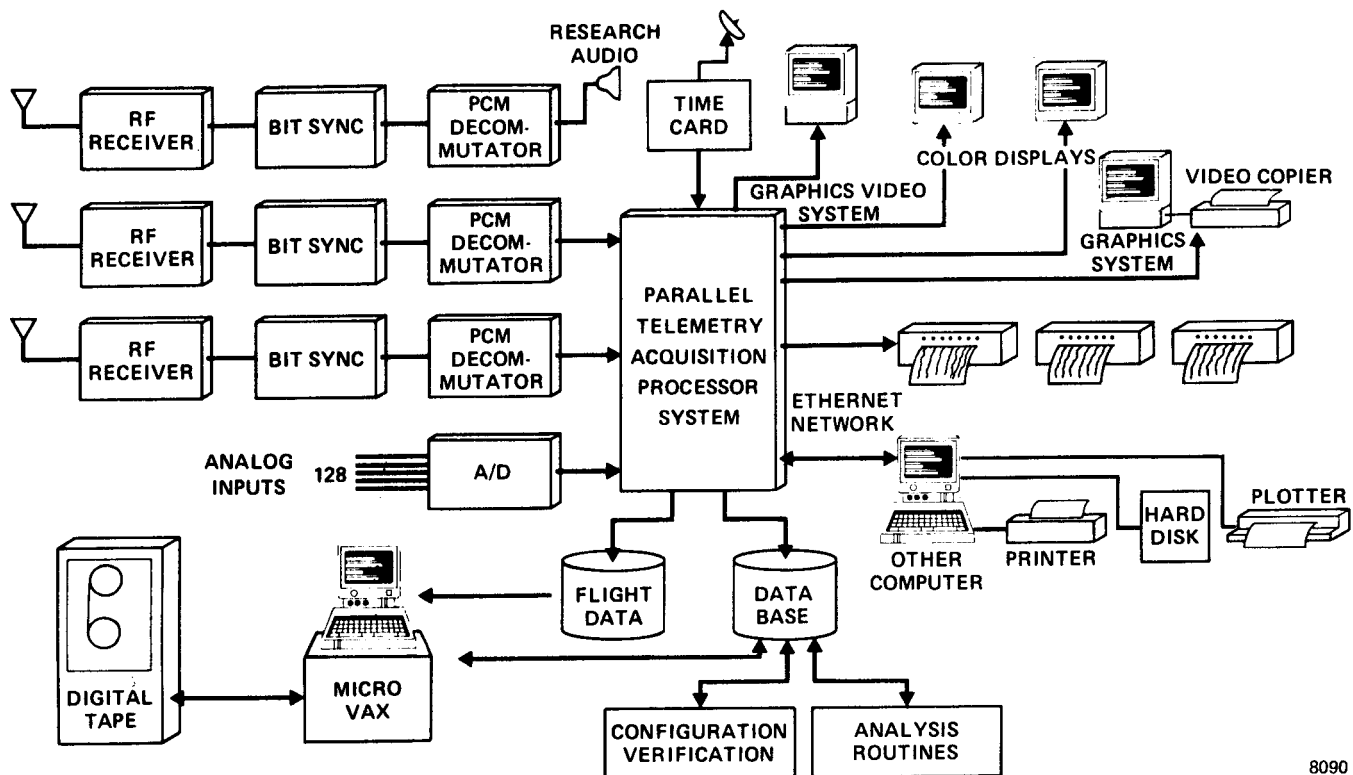 RESEARCH
AUDIO
RF
RECEIVER
BIT SYNC
PCM
DECOM-
MUTATOR
TIME
CARD
COLOR DISPLAYS
GRAPHICS VIDEO
SYSTEM
VIDEO COPIER
GRAPHICS
SYSTEM
RF
RECEIVER
BIT SYNC
PCM
DECOM-
MUTATOR
PARALLEL
TELEMETRY
ACQUISITION
PROCESSOR
SYSTEM
RF
RECEIVER
BIT SYNC
PCM
DECOM-
MUTATOR
ETHERNET
NETWORK
ANALOG
INPUTS
128
A/D
OTHER
COMPUTER
PRINTER
HARD
DISK
PLOTTER
FLIGHT
DATA
DATA
BASE
DIGITAL
TAPE
MICRO
VAX
CONFIGURATION
VERIFICATION
ANALYSIS
ROUTINES
8090